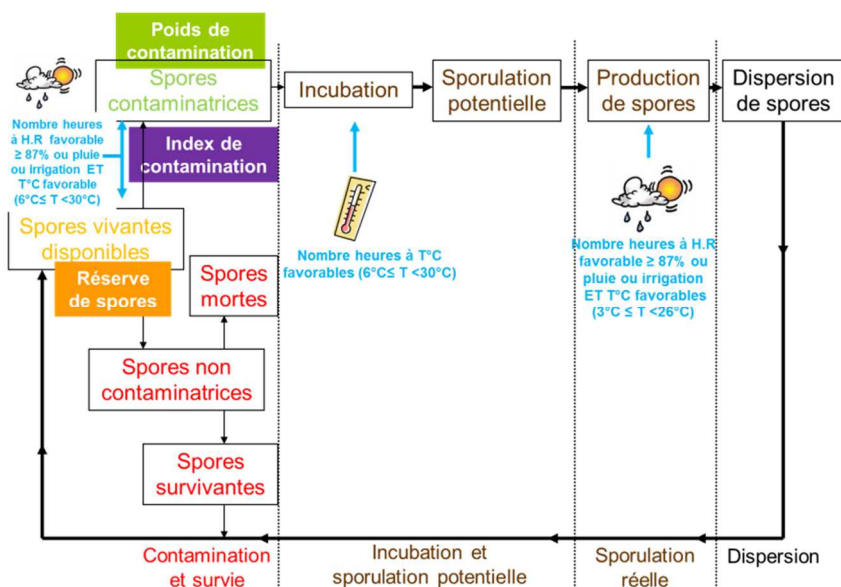 Poids de
contamination
Spores
contaminatrices
Index de
contamination
Nombre heures
à H.R favorable
≥ 87% ou pluie
ou irrigation ET
T°C favorable
(6°C≤ T <30°C)
Spores vivantes
disponibles
Réserve
de spores
Spores
mortes
Spores non
contaminatrices
Spores
survivantes
Contamination
et survie
Incubation
Sporulation
potentielle
Nombre heures à T°C
favorables (6°C≤ T <30°C)
Incubation et
sporulation potentielle
Production
de spores
Nombre heures à H.R
favorable ≥ 87% ou
pluie ou irrigation
ET T°C favorables
(3°C ≤ T <26°C)
Sporulation
réelle
Dispersion
de spores
Dispersion